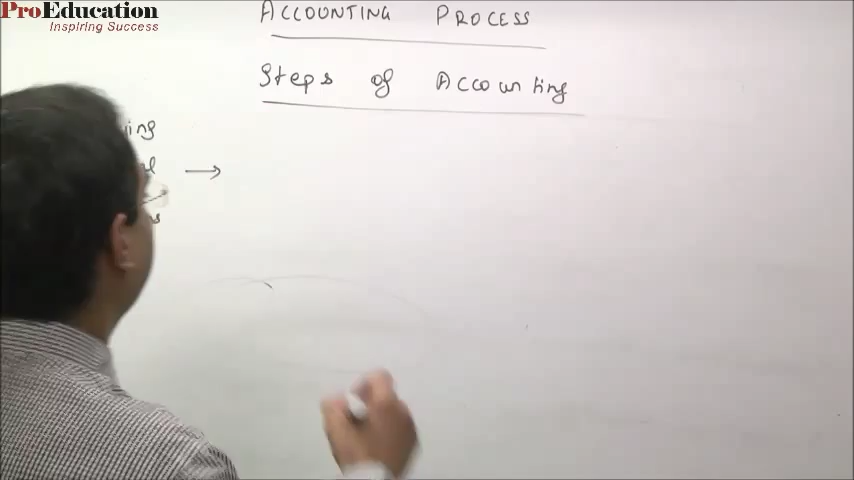 ProEducation
Inspiring Success
ACCOUNTING PROCESS
Steps of Accounting
→